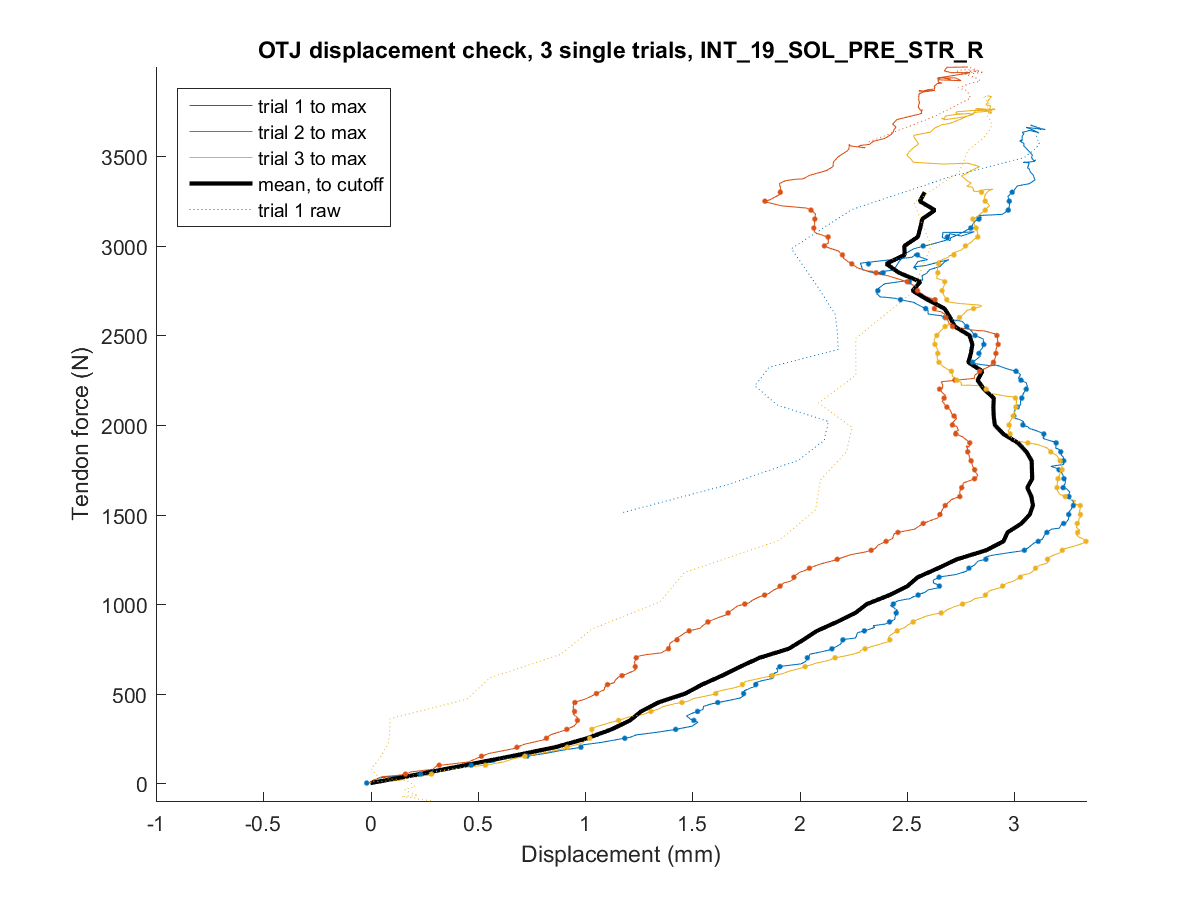 OTJ displacement check, 3 single trials, INT_19_SOL_PRE_STR_R
trial 1 to max
trial 2 to max
trial 3 to max
mean, to cutoff
trial 1 raw
3500
3000
2500
2000
1500
1000
500
0
Tendon force (N)
-1 -0.5 0 0.5 1 1.5 2 2.5 3
Displacement (mm)